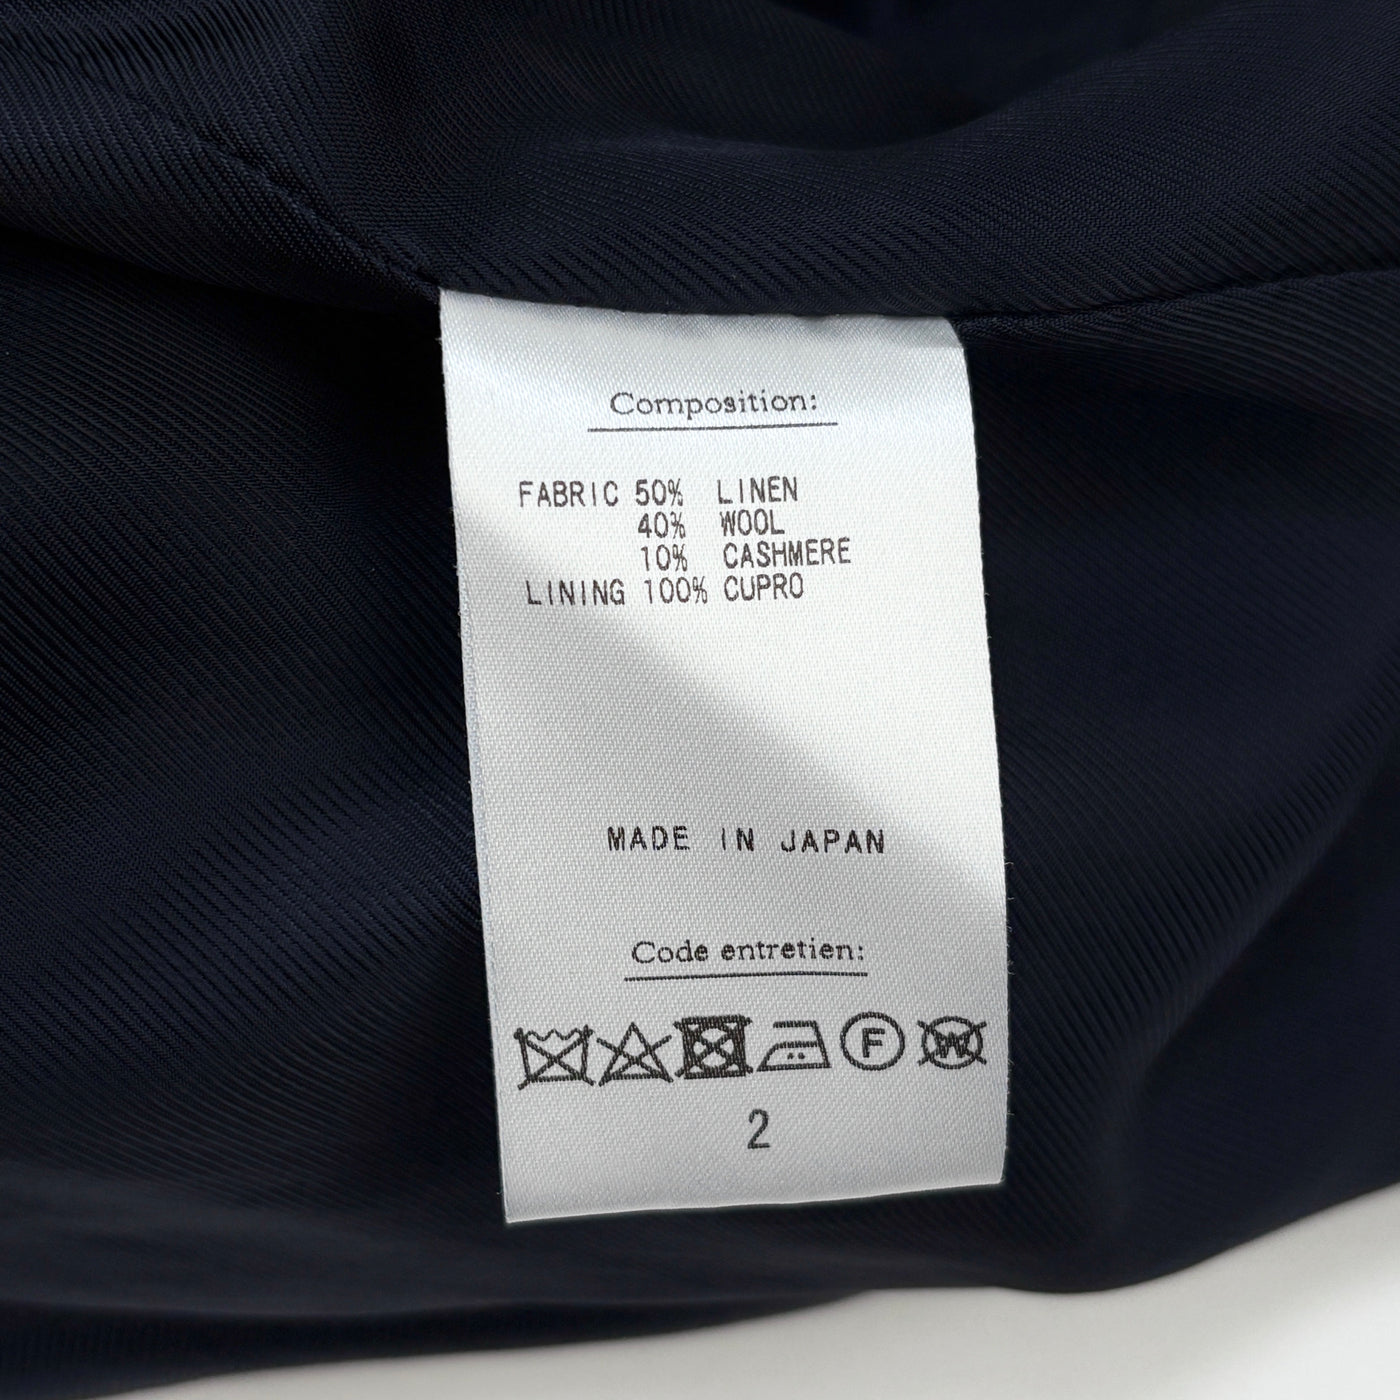 Composition:
FABRIC 50% LINEN
40% WOOL
10% CASHMERE
LINING 100% CUPRO
MADE IN JAPAN
Code entretien:
F W
2